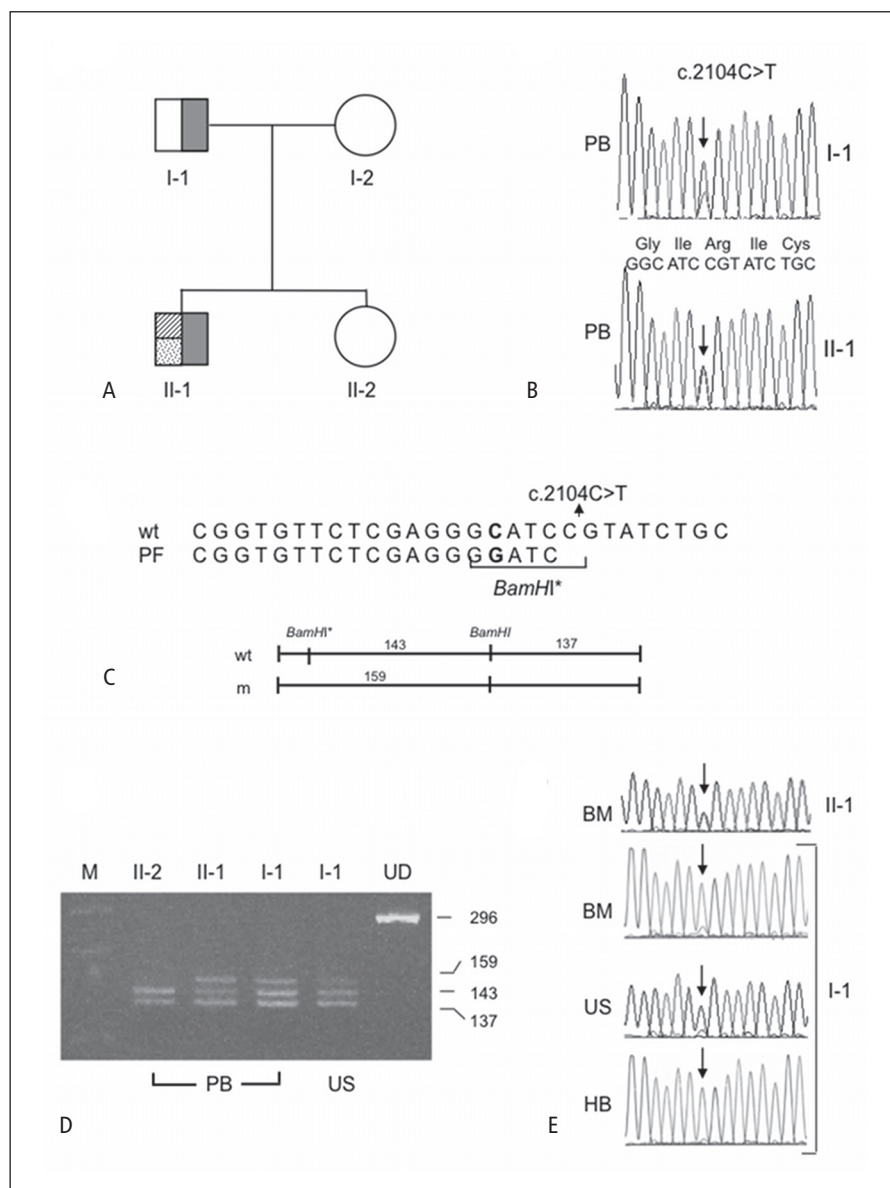 I-1
I-2
II-1
II-2
A
c.2104C>T
PB
I-1
Gly Ile Arg Ile Cys
GGC ATC CGT ATC TGC
PB
II-1
B
c.2104C>T
wt CGGTGTTCTCGAGGGCATCCGTATCTGC
PF CGGTGTTCTCGAGGGGATC
BamHI*
BamHI* BamHI
wt 143 137
m 159
C
M II-2 II-1 I-1 I-1 UD
296
159
143
137
PB US
D
BM II-1
BM
US I-1
HB
E